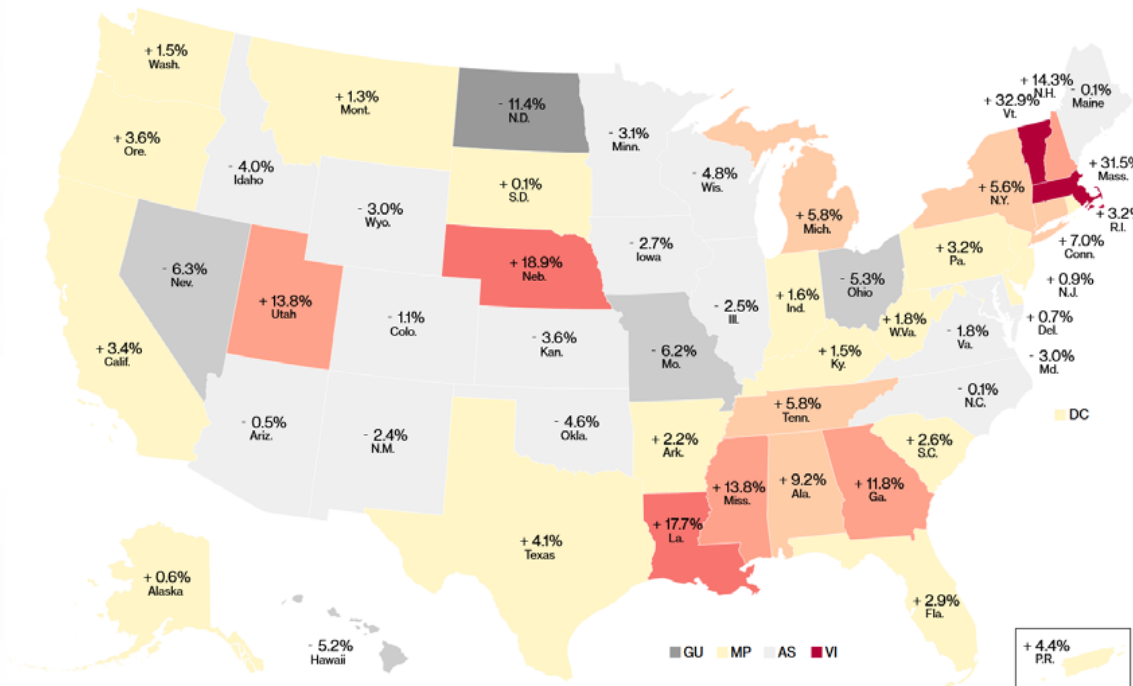 + 1.5%
Wash.
+ 1.3%
Mont.
- 11.4%
N.D.
- 3.1%
Minn.
+ 14.3%
N.H.
- 0.1%
Maine
+ 32.9%
Vt.
+ 3.6%
Ore.
- 4.0%
Idaho
+ 0.1%
S.D.
- 4.8%
Wis.
+ 31.5%
Mass.
- 3.0%
Wyo.
+ 5.8%
Mich.
+ 5.6%
N.Y.
+ 3.2%
R.I.
- 6.3%
Nev.
+ 18.9%
Neb.
- 2.7%
Iowa
+ 3.2%
Pa.
+ 7.0%
Conn.
+ 13.8%
Utah
- 1.1%
Colo.
- 2.5%
Ill.
+ 1.6%
Ind.
- 5.3%
Ohio
+ 0.9%
N.J.
+ 3.4%
Calif.
- 3.6%
Kan.
- 6.2%
Mo.
+ 1.5%
Ky.
+ 1.8%
W.Va.
- 1.8%
Va.
+ 0.7%
Del.
- 3.0%
Md.
- 0.5%
Ariz.
- 2.4%
N.M.
- 4.6%
Okla.
+ 2.2%
Ark.
+ 5.8%
Tenn.
- 0.1%
N.C.
DC
+ 2.6%
S.C.
+ 4.1%
Texas
+ 17.7%
La.
+ 13.8%
Miss.
+ 9.2%
Ala.
+ 11.8%
Ga.
+ 0.6%
Alaska
- 5.2%
Hawaii
+ 2.9%
Fla.
GU MP AS VI
+ 4.4%
P.R.